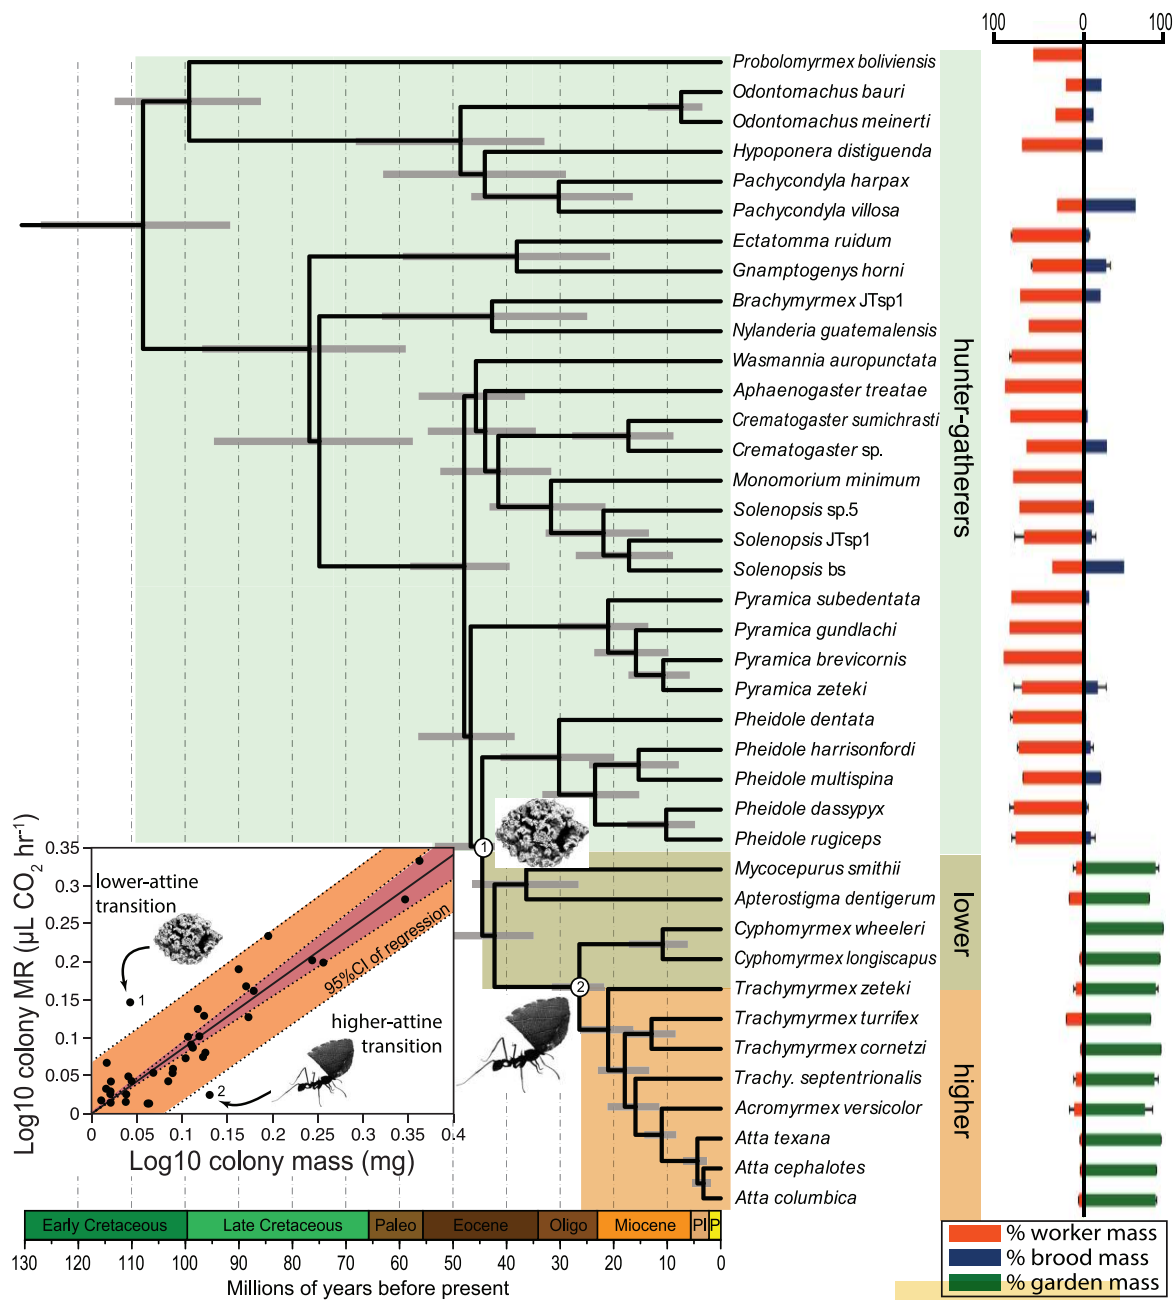 100 0 100
Probolomyrmex boliviensis
Odontomachus bauri
Odontomachus meinerti
Hypoponera distiguenda
Pachycondyla harpax
Pachycondyla villosa
Ectatomma ruidum
Gnamptogenys horni
Brachymyrmex JTsp1
Nylanderia guatemalensis
Wasmannia auropunctata
Aphaenogaster treatae
Crematogaster sumichrasti
Crematogaster sp.
Monomorium minimum
Solenopsis sp.5
Solenopsis JTsp1
Solenopsis bs
Pyramica subedentata
Pyramica gundlachi
Pyramica brevicornis
Pyramica zeteki
Pheidole dentata
Pheidole harrisonfordi
Pheidole multispina
Pheidole dassypyx
Pheidole rugiceps
Mycocepurus smithii
Apterostigma dentigerum
Cyphomyrmex wheeleri
Cyphomyrmex longiscapus
Trachymyrmex zeteki
Trachymyrmex turrifex
Trachymyrmex cornetzi
Trachy. septentrionalis
Acromyrmex versicolor
Atta texana
Atta cephalotes
Atta columbica
hunter-gatherers
lower
higher
1
2
Log10 colony MR (µL CO2 hr-1)
0.35
0.3
0.25
0.2
0.15
0.1
0.05
0
lower-attine
transition
1
95%CI of regression
higher-attine
transition
2
0 0.05 0.1 0.15 0.2 0.25 0.3 0.35 0.4
Log10 colony mass (mg)
Early Cretaceous Late Cretaceous Paleo Eocene Oligo Miocene Pl P
130 120 110 100 90 80 70 60 50 40 30 20 10 0
Millions of years before present
% worker mass
% brood mass
% garden mass